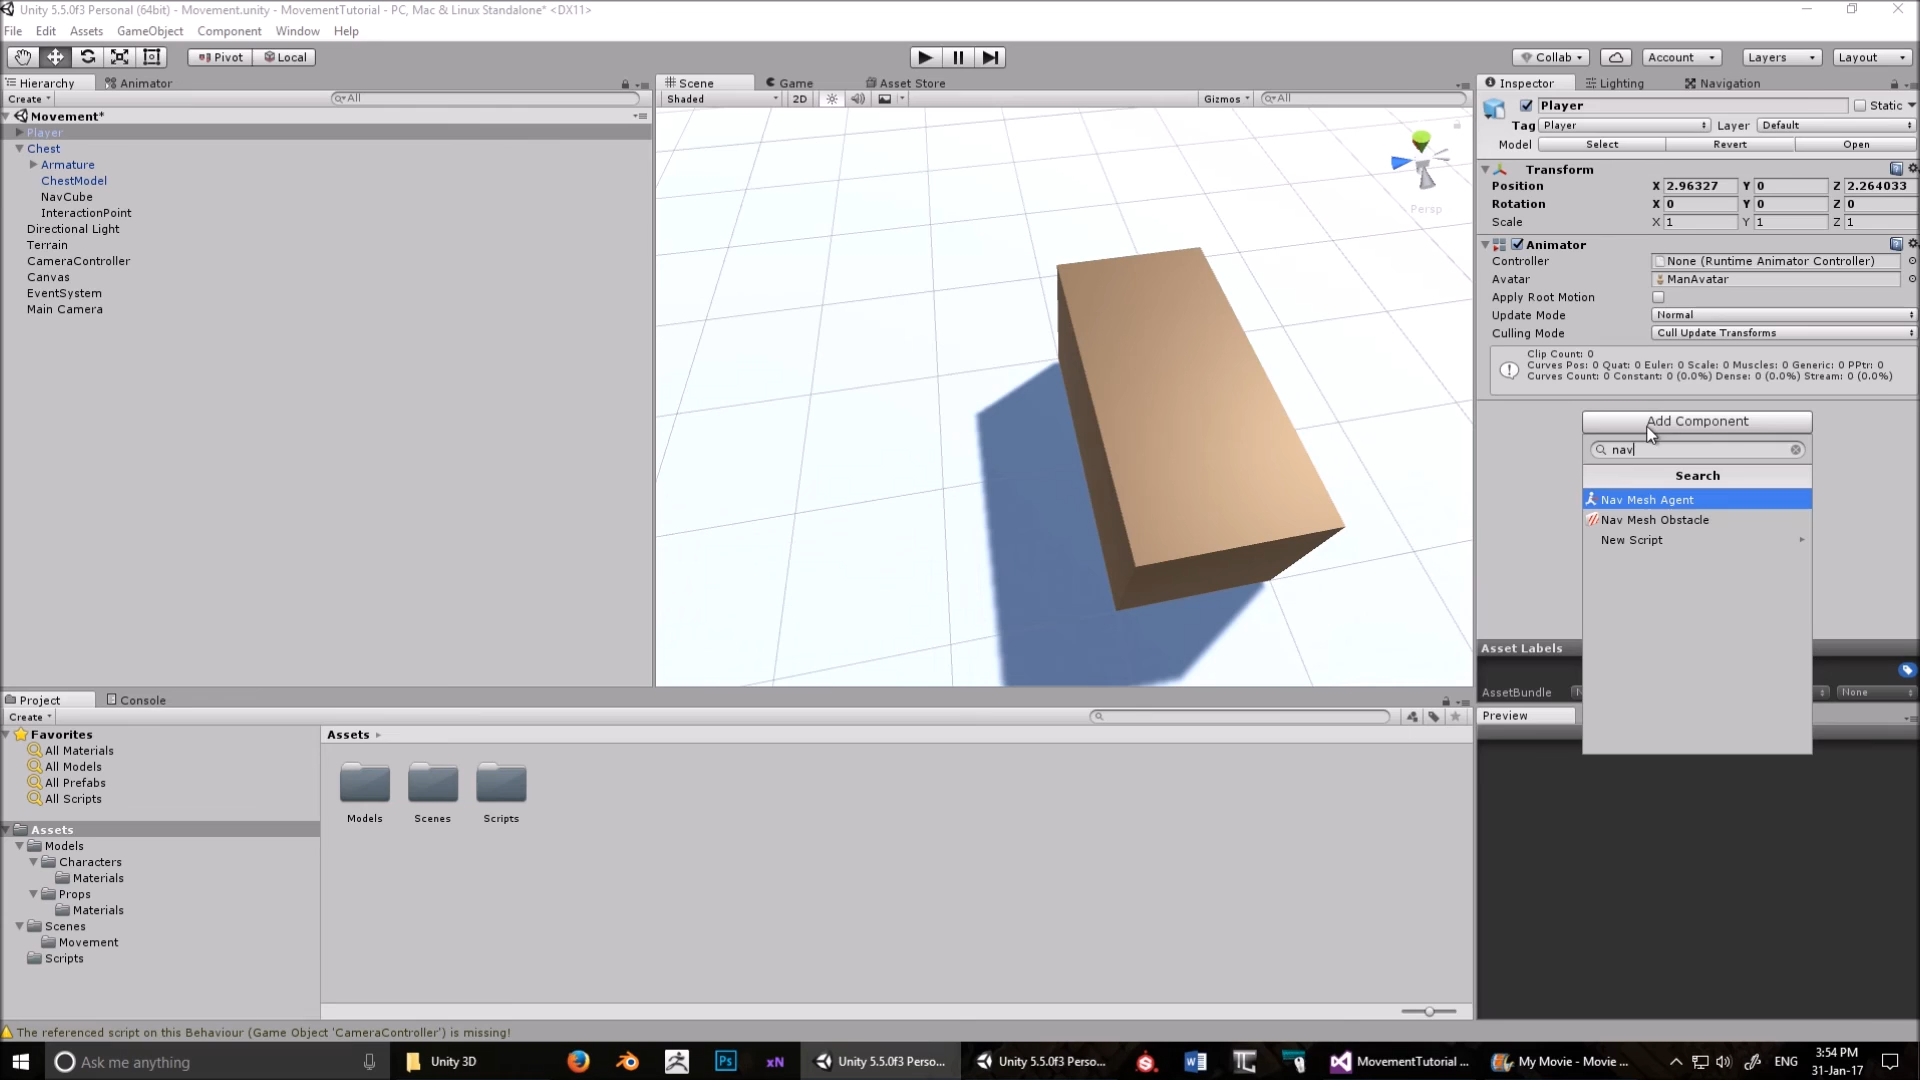 Unity 5.5.0f3 Personal (64bit) - Movement.unity - MovementTutorial - PC, Mac & Linux Standalone* <DX11>
File Edit Assets GameObject Component Window Help
Pivot Local Collab Account Layers Layout
Hierarchy Animator
Create All
Movement*
Player
Chest
Armature
ChestModel
NavCube
InteractionPoint
Directional Light
Terrain
CameraController
Canvas
EventSystem
Main Camera
Scene Game Asset Store
Shaded 2D Gizmos All
Persp
Inspector Lighting Navigation
Player Static
Tag Player Layer Default
Model Select Revert Open
Transform
Position X 2.96327 Y 0 Z 2.264033
Rotation X 0 Y 0 Z 0
Scale X 1 Y 1 Z 1
Animator
Controller None (Runtime Animator Controller)
Avatar ManAvatar
Apply Root Motion
Update Mode Normal
Culling Mode Cull Update Transforms
Clip Count: 0
Curves Pos: 0 Quat: 0 Euler: 0 Scale: 0 Muscles: 0 Generic: 0 PPtr: 0
Curves Count: 0 Constant: 0 (0.0%) Dense: 0 (0.0%) Stream: 0 (0.0%)
Add Component
nav
Search
Nav Mesh Agent
Nav Mesh Obstacle
New Script
Asset Labels
AssetBundle None
Preview
Project Console
Create
Favorites
All Materials
All Models
All Prefabs
All Scripts
Assets
Models
Characters
Materials
Props
Materials
Scenes
Movement
Scripts
Assets
Models Scenes Scripts
The referenced script on this Behaviour (Game Object 'CameraController') is missing!
Ask me anything Unity 3D Ps xN Unity 5.5.0f3 Perso... Unity 5.5.0f3 Perso... MovementTutorial ... My Movie - Movie ... ENG 3:54 PM
31-Jan-17